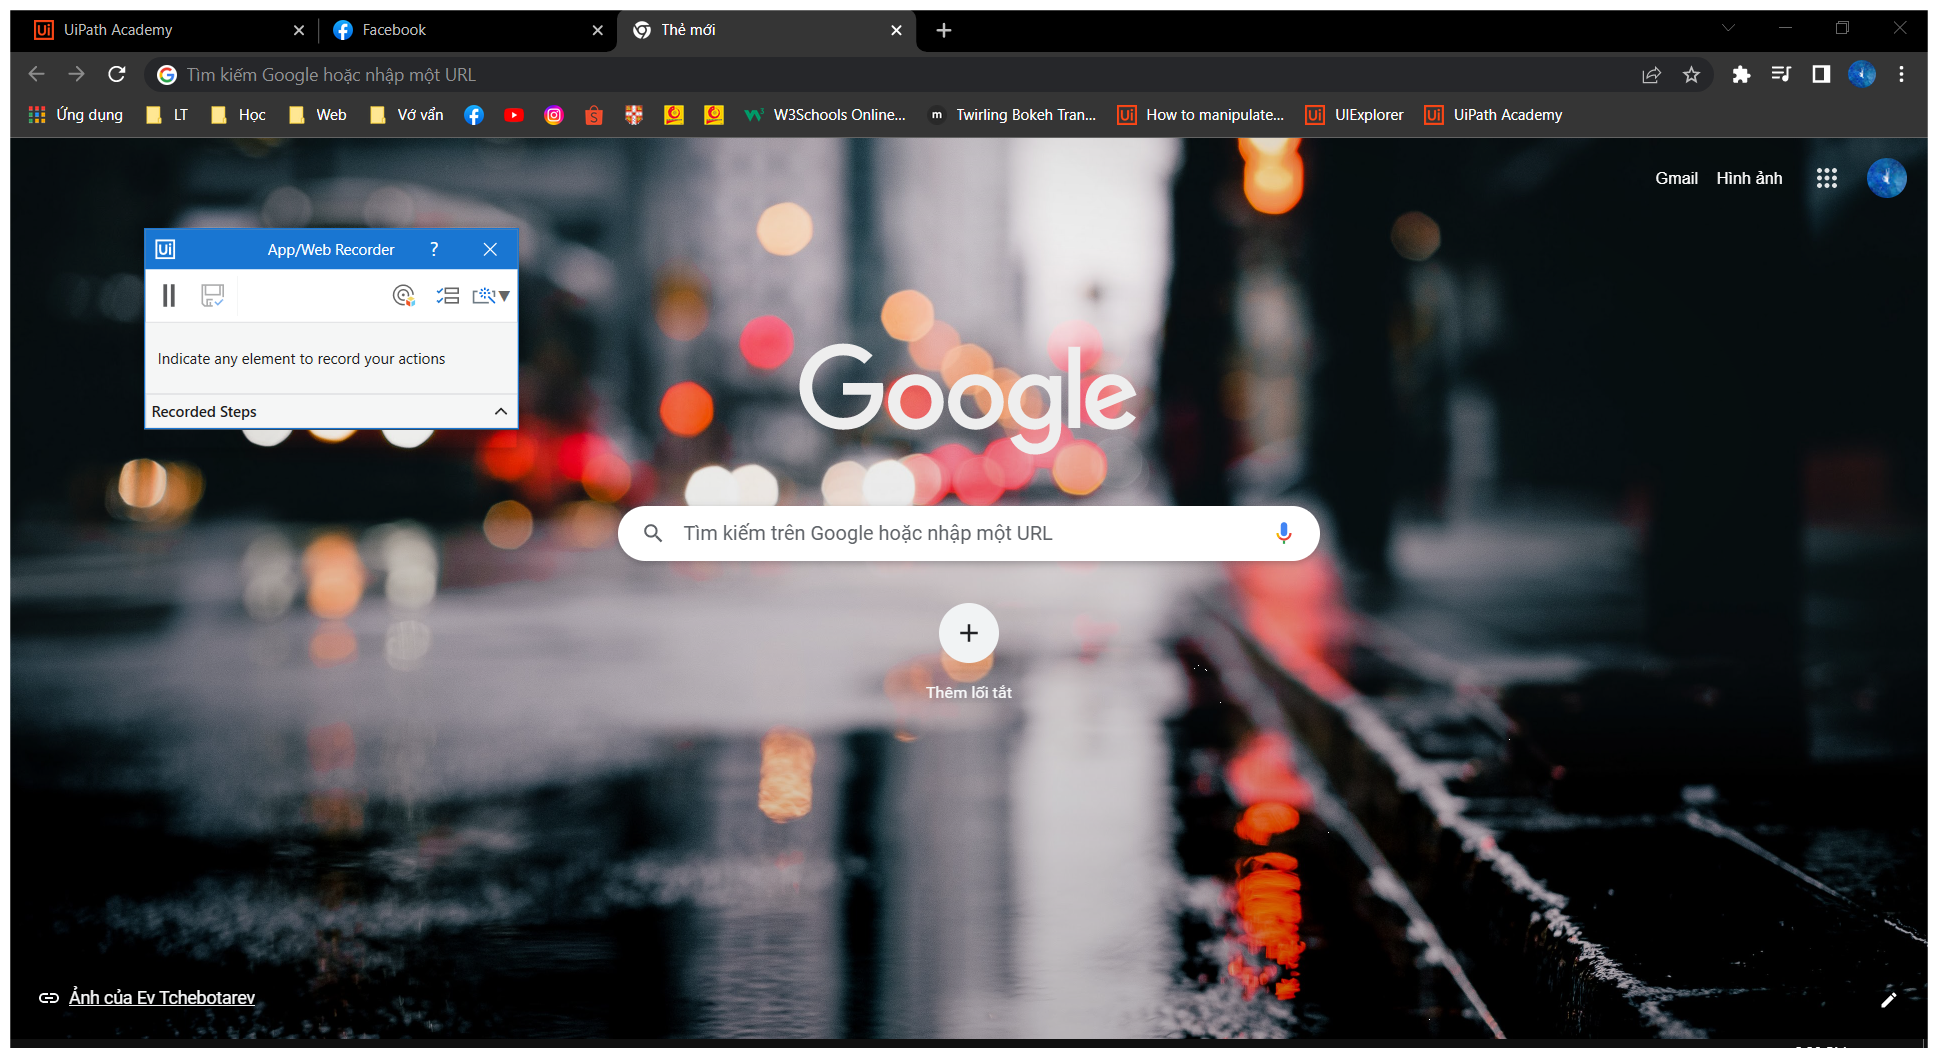 UiPath Academy
Facebook
Thẻ mới
Tìm kiếm Google hoặc nhập một URL
Ứng dụng LT Học Web Vớ vẩn W3Schools Online... Twirling Bokeh Tran... How to manipulate... UIExplorer UiPath Academy
Gmail Hình ảnh
Ui App/Web Recorder ?
Indicate any element to record your actions
Recorded Steps
Google
Tìm kiếm trên Google hoặc nhập một URL
Thêm lối tắt
Ảnh của Ev Tchebotarev